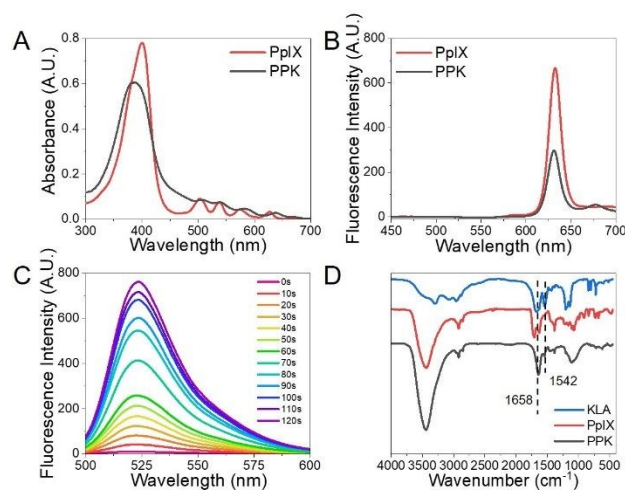 A
Absorbance (A.U.)
0.8
0.6
0.4
0.2
0.0
PpIX
PPK
300 400 500 600 700
Wavelength (nm)
B
Fluorescence Intensity (A.U.)
800
600
400
200
0
PpIX
PPK
450 500 550 600 650 700
Wavelength (nm)
C
Fluorescence Intensity (A.U.)
800
600
400
200
0
0s
10s
20s
30s
40s
50s
60s
70s
80s
90s
100s
110s
120s
500 525 550 575 600
Wavelength (nm)
D
1658
1542
KLA
PpIX
PPK
4000 3500 3000 2500 2000 1500 1000 500
Wavenumber (cm⁻¹)